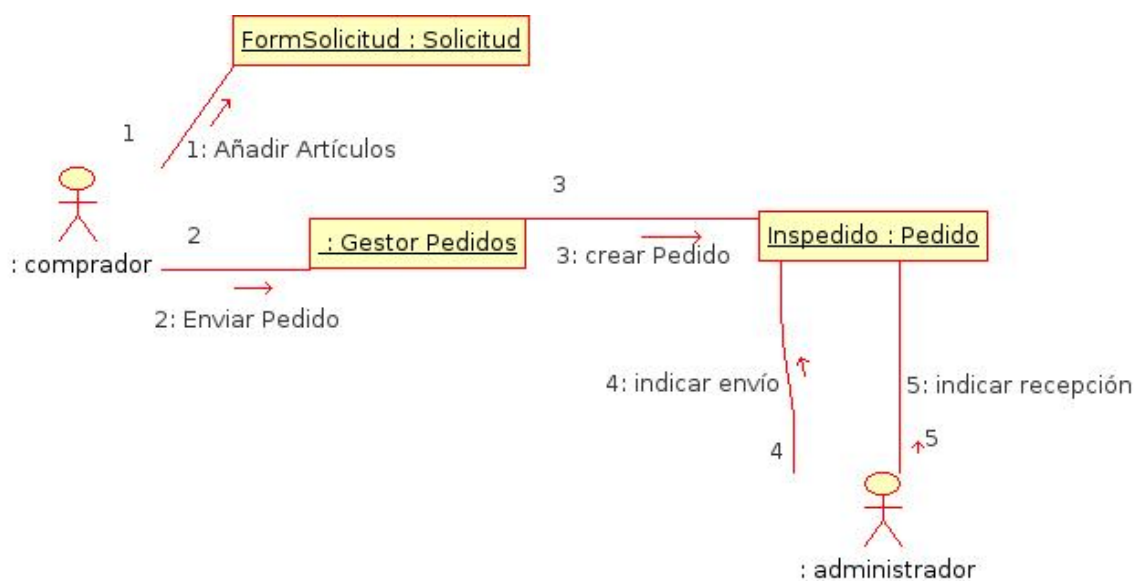 FormSolicitud : Solicitud
1
1: Añadir Artículos
: comprador
2
2: Enviar Pedido
: Gestor Pedidos
3
3: crear Pedido
Inspedido : Pedido
4: indicar envío
4
5: indicar recepción
5
: administrador